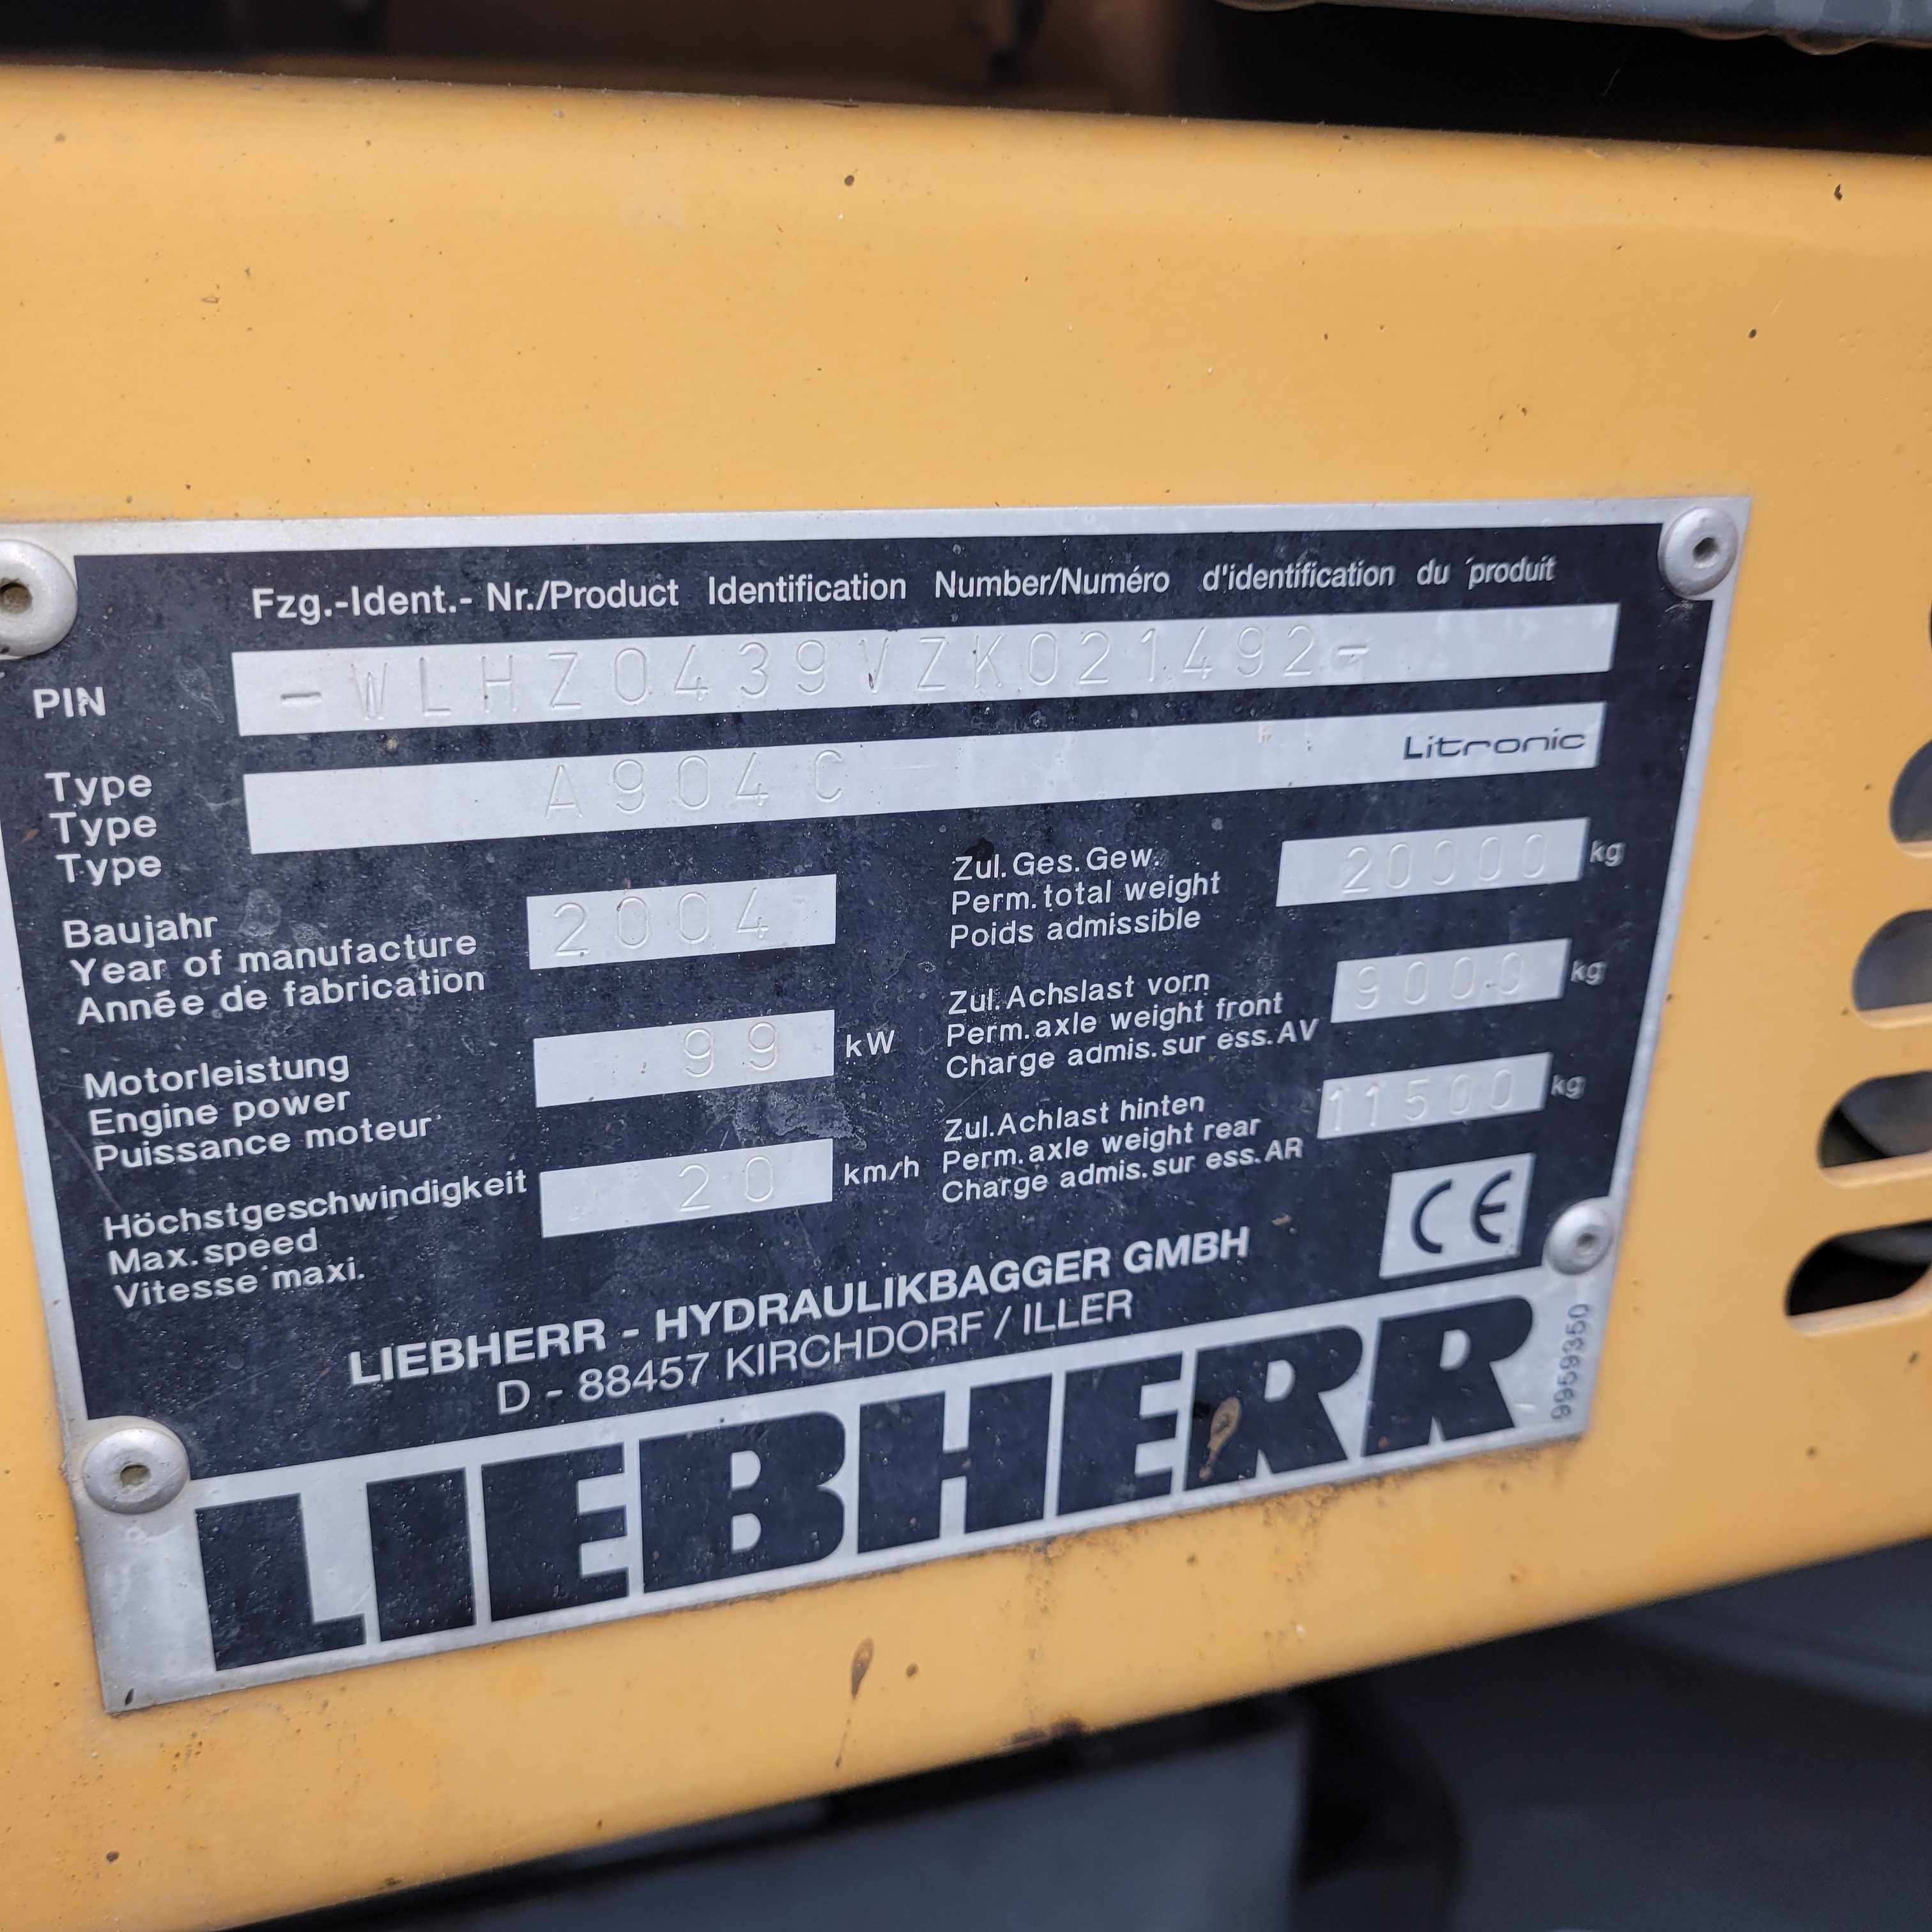 Fzg.-Ident.- Nr./Product Identification Number/Numéro d'identification du produit
PIN -WLHZ0439VZK021492-
Type
Type A904 C Litronic
Type
Baujahr
Year of manufacture 2004
Année de fabrication
Zul.Ges.Gew.
Perm.total weight 20000 kg
Poids admissible
Motorleistung
Engine power 99 kW
Puissance moteur
Zul.Achslast vorn
Perm.axle weight front 9000 kg
Charge admis.sur ess.AV
Höchstgeschwindigkeit
Max.speed 20 km/h
Vitesse maxi.
Zul.Achlast hinten
Perm.axle weight rear 11500 kg
Charge admis.sur ess.AR
CE
LIEBHERR - HYDRAULIKBAGGER GMBH
D - 88457 KIRCHDORF / ILLER
LIEBHERR
9959350